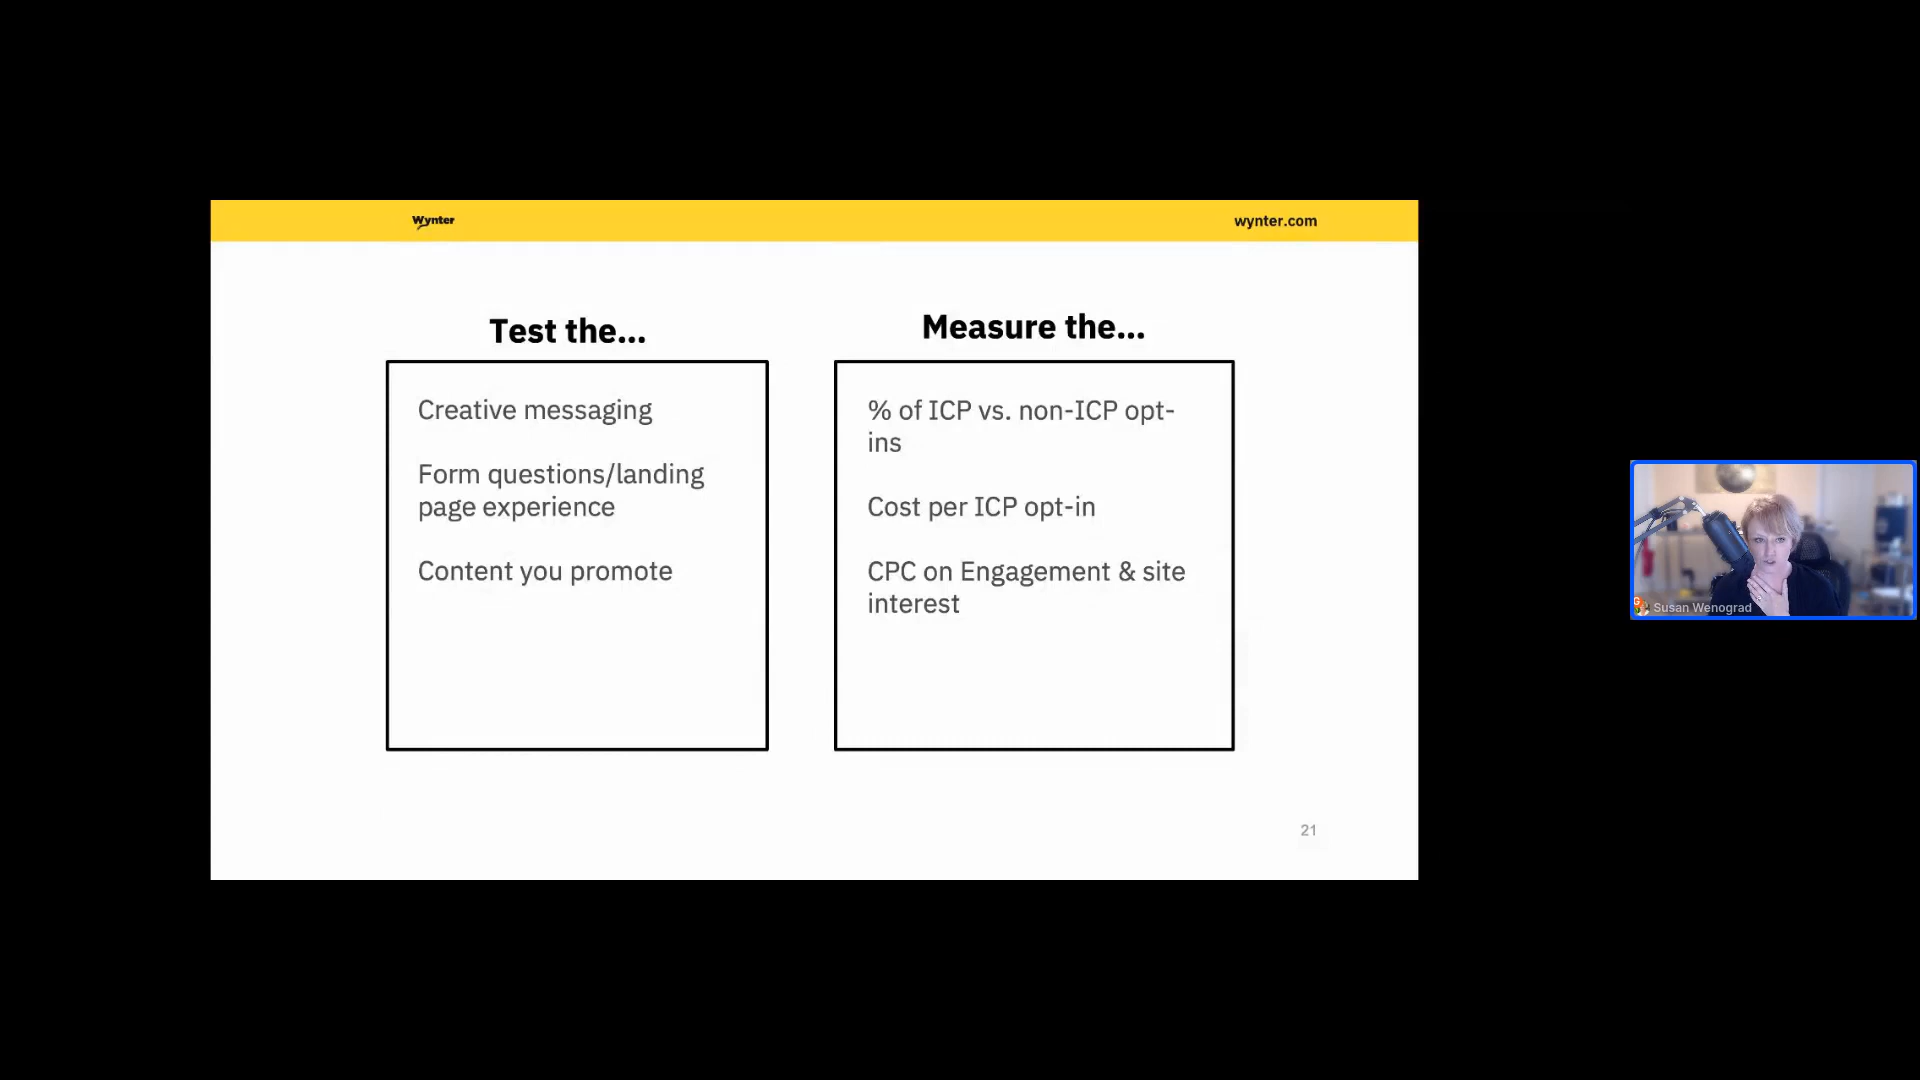 Wynter
wynter.com
Test the...
Measure the...
Creative messaging
Form questions/landing
page experience
Content you promote
% of ICP vs. non-ICP opt-
ins
Cost per ICP opt-in
CPC on Engagement & site
interest
21
Susan Wenograd